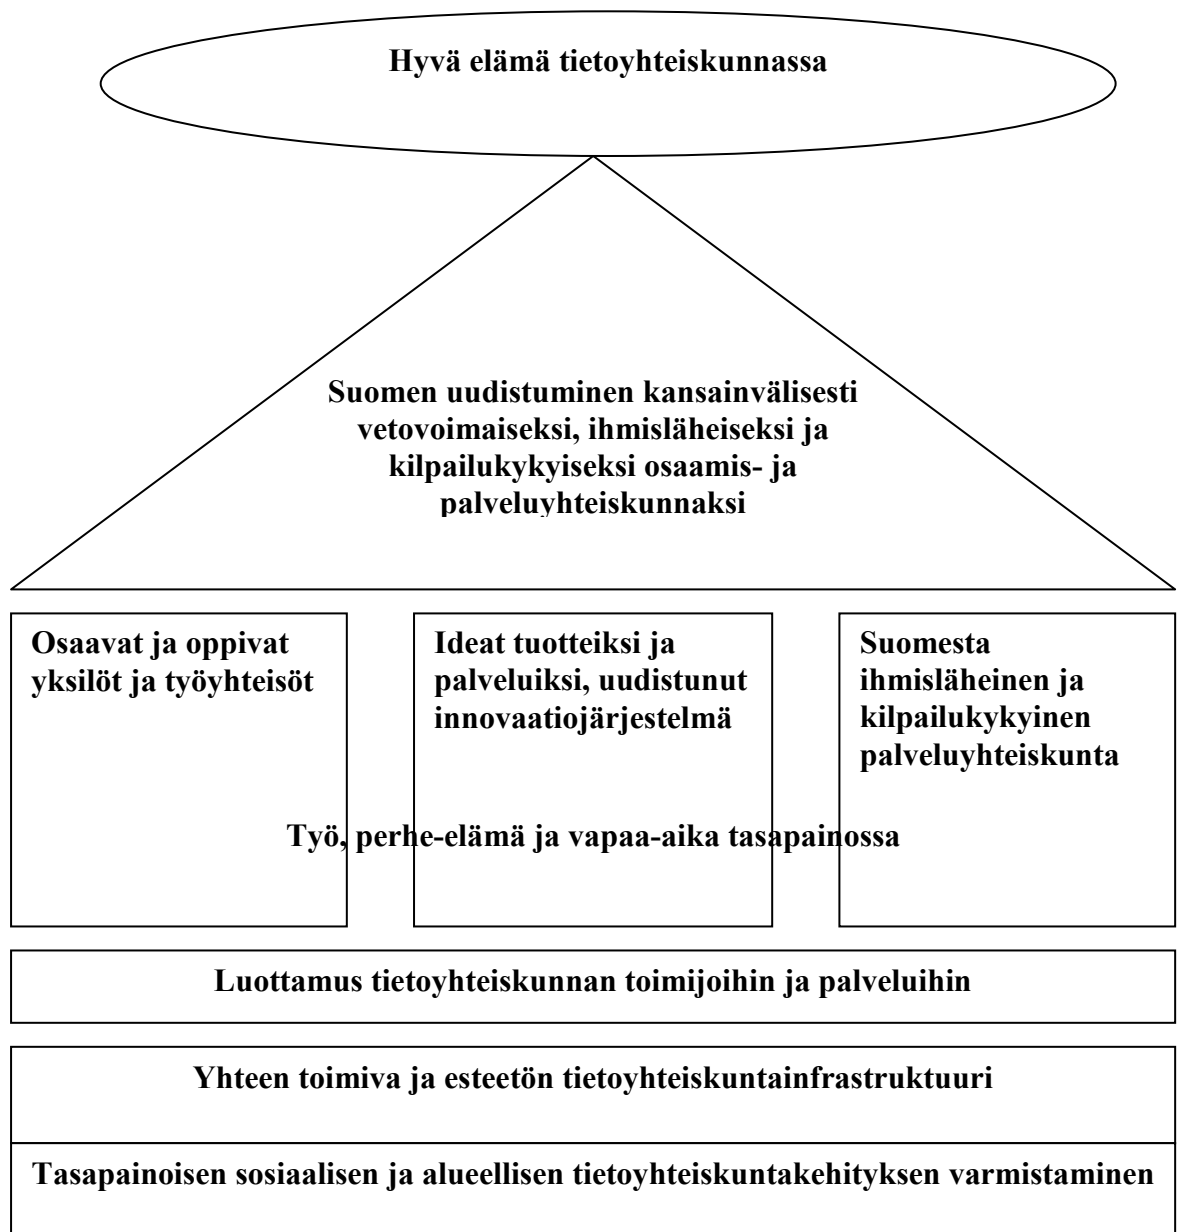 Hyvä elämä tietoyhteiskunnassa
Suomen uudistuminen kansainvälisesti
vetovoimaiseksi, ihmisläheiseksi ja
kilpailukykyiseksi osaamis- ja
palveluyhteiskunnaksi
Osaavat ja oppivat
yksilöt ja työyhteisöt
Ideat tuotteiksi ja
palveluiksi, uudistunut
innovaatiojärjestelmä
Suomesta
ihmisläheinen ja
kilpailukykyinen
palveluyhteiskunta
Työ, perhe-elämä ja vapaa-aika tasapainossa
Luottamus tietoyhteiskunnan toimijoihin ja palveluihin
Yhteen toimiva ja esteetön tietoyhteiskuntainfrastruktuuri
Tasapainoisen sosiaalisen ja alueellisen tietoyhteiskuntakehityksen varmistaminen